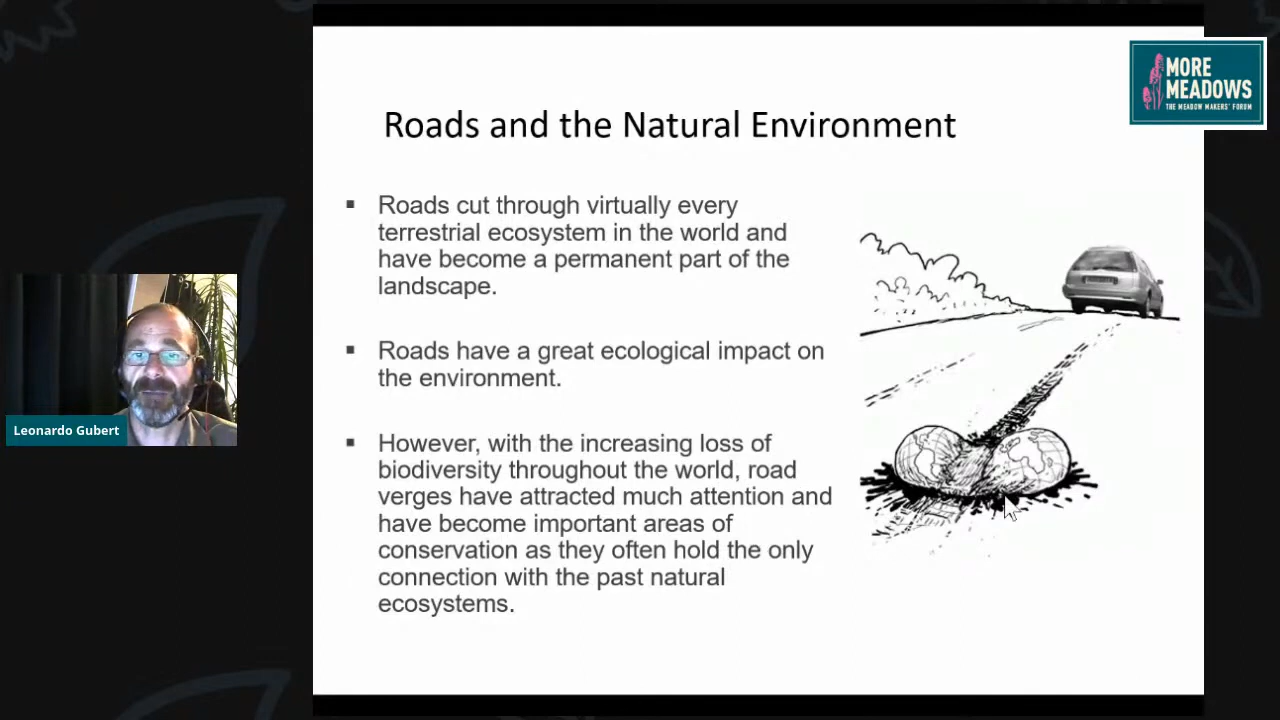 MORE
MEADOWS
THE MEADOW MAKERS' FORUM
Roads and the Natural Environment
▪ Roads cut through virtually every
terrestrial ecosystem in the world and
have become a permanent part of the
landscape.
▪ Roads have a great ecological impact on
the environment.
▪ However, with the increasing loss of
biodiversity throughout the world, road
verges have attracted much attention and
have become important areas of
conservation as they often hold the only
connection with the past natural
ecosystems.
Leonardo Gubert